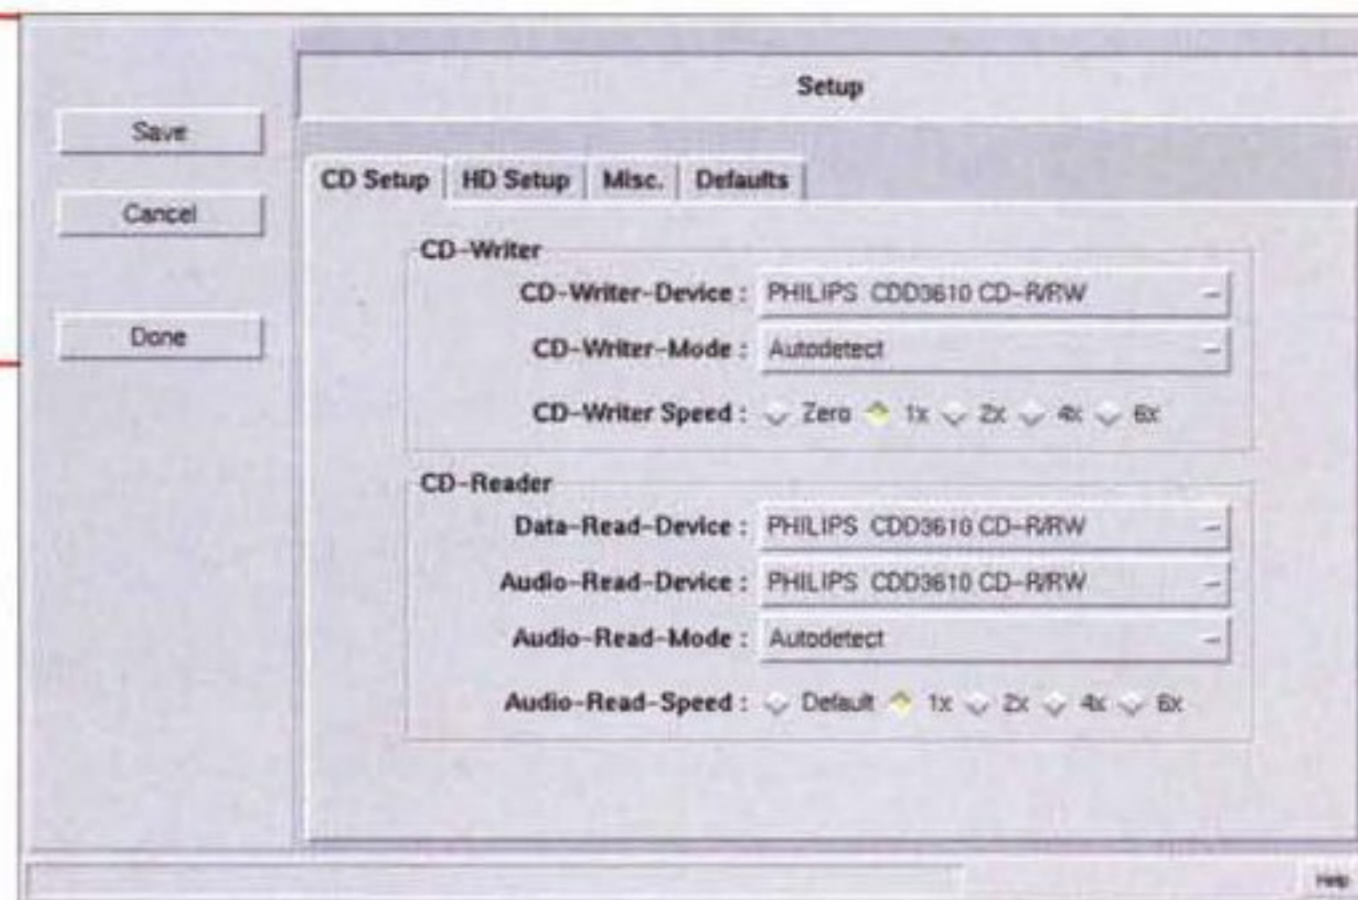 Setup
Save
Cancel
Done
CD Setup HD Setup Misc. Defaults
CD-Writer
CD-Writer-Device : PHILIPS CDD3610 CD-R/RW
CD-Writer-Mode : Autodetect
CD-Writer Speed : Zero 1x 2x 4x 6x
CD-Reader
Data-Read-Device : PHILIPS CDD3610 CD-R/RW
Audio-Read-Device : PHILIPS CDD3610 CD-R/RW
Audio-Read-Mode : Autodetect
Audio-Read-Speed : Default 1x 2x 4x 6x
Help